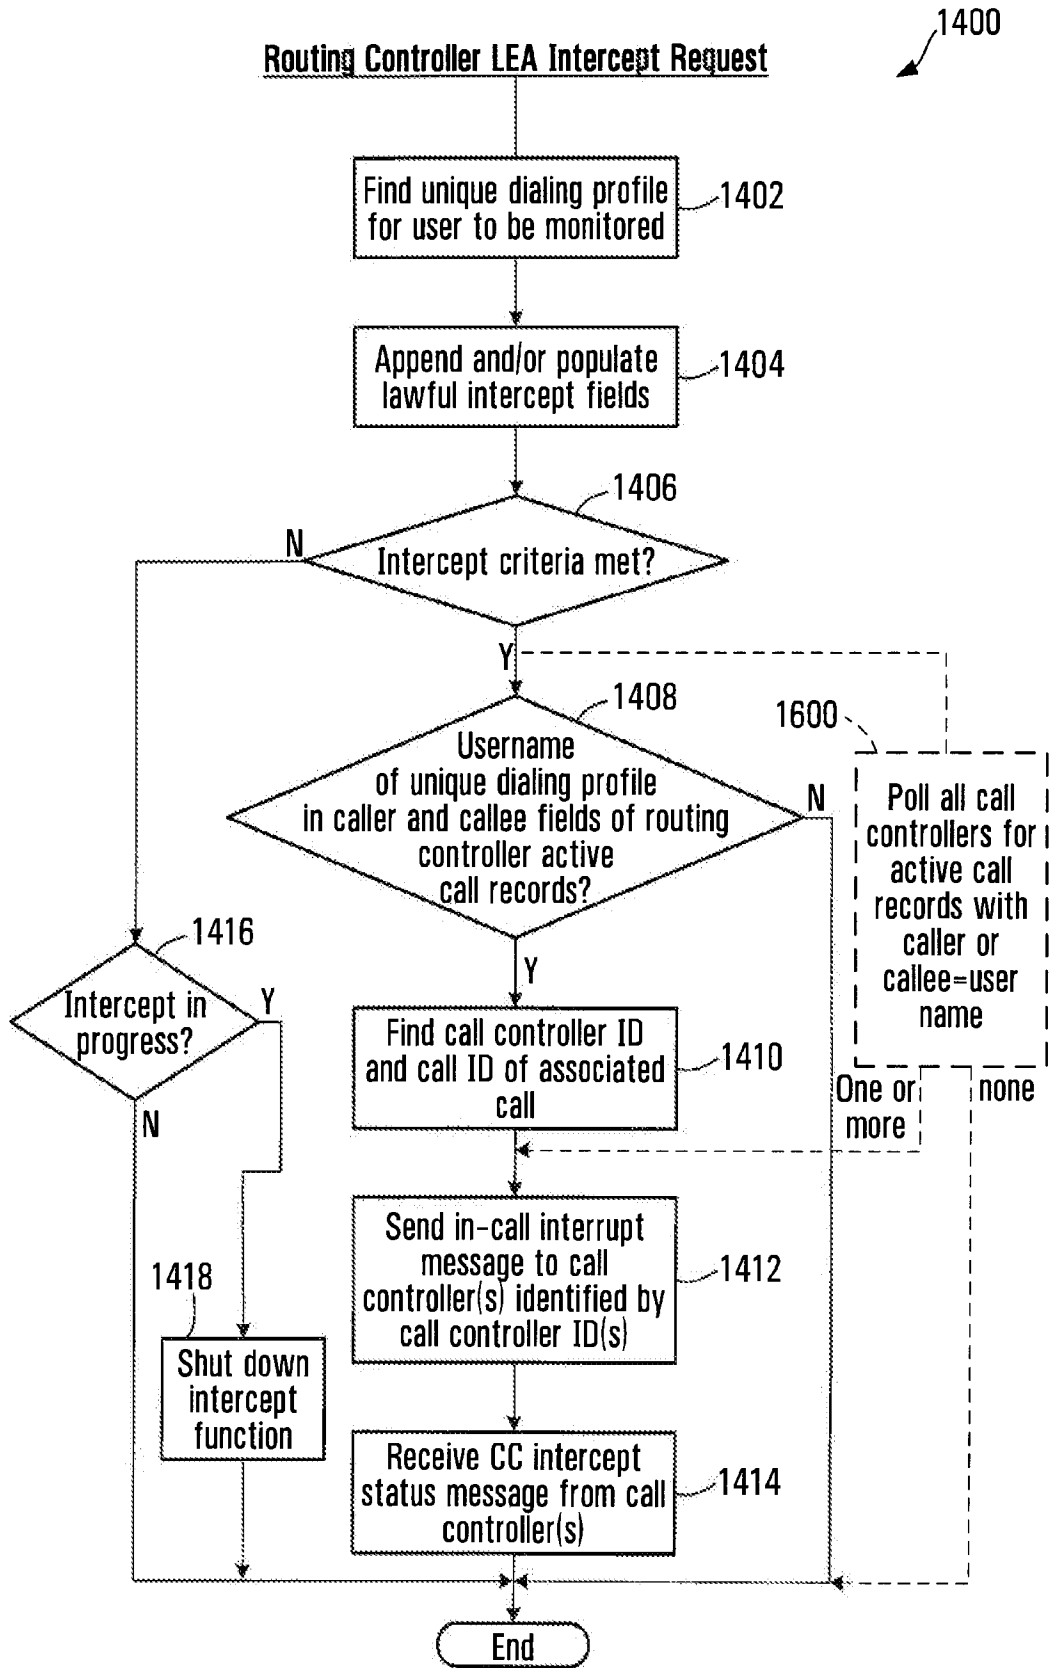 1400
Routing Controller LEA Intercept Request
Find unique dialing profile
for user to be monitored
1402
Append and/or populate
lawful intercept fields
1404
1406
N
Intercept criteria met?
Y
1408
1600
Username
of unique dialing profile
in caller and callee fields of routing
controller active
call records?
N
Poll all call
controllers for
active call
records with
caller or
callee=user
name
1416
Intercept in
progress?
Y
N
Y
Find call controller ID
and call ID of associated
call
1410
One or
more
none
Send in-call interrupt
message to call
controller(s) identified by
call controller ID(s)
1412
1418
Shut down
intercept
function
Receive CC intercept
status message from call
controller(s)
1414
End